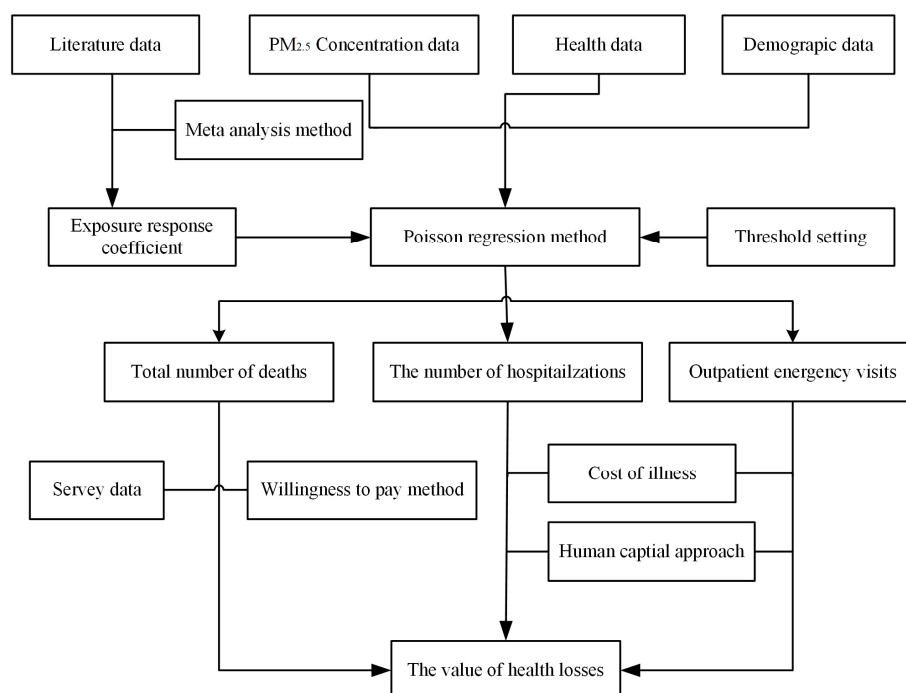 Literature data
PM2.5 Concentration data
Health data
Demograpic data
Meta analysis method
Exposure response
coefficient
Poisson regression method
Threshold setting
Total number of deaths
The number of hospitailzations
Outpatient energency visits
Servey data
Willingness to pay method
Cost of illness
Human captial approach
The value of health losses